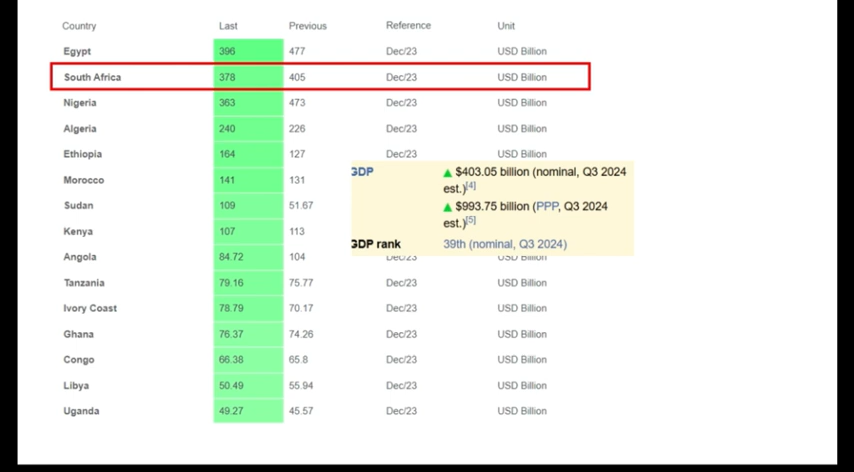 Country Last Previous Reference Unit
Egypt 396 477 Dec/23 USD Billion
South Africa 378 405 Dec/23 USD Billion
Nigeria 363 473 Dec/23 USD Billion
Algeria 240 226 Dec/23 USD Billion
Ethiopia 164 127 Dec/23 USD Billion
GDP ▲ $403.05 billion (nominal, Q3 2024
Morocco 141 131
est.)[4]
Sudan 109 51.67
▲ $993.75 billion (PPP, Q3 2024
est.)[5]
Kenya 107 113
GDP rank 39th (nominal, Q3 2024)
Angola 84.72 104 Dec/23 USD Billion
Tanzania 79.16 75.77 Dec/23 USD Billion
Ivory Coast 78.79 70.17 Dec/23 USD Billion
Ghana 76.37 74.26 Dec/23 USD Billion
Congo 66.38 65.8 Dec/23 USD Billion
Libya 50.49 55.94 Dec/23 USD Billion
Uganda 49.27 45.57 Dec/23 USD Billion